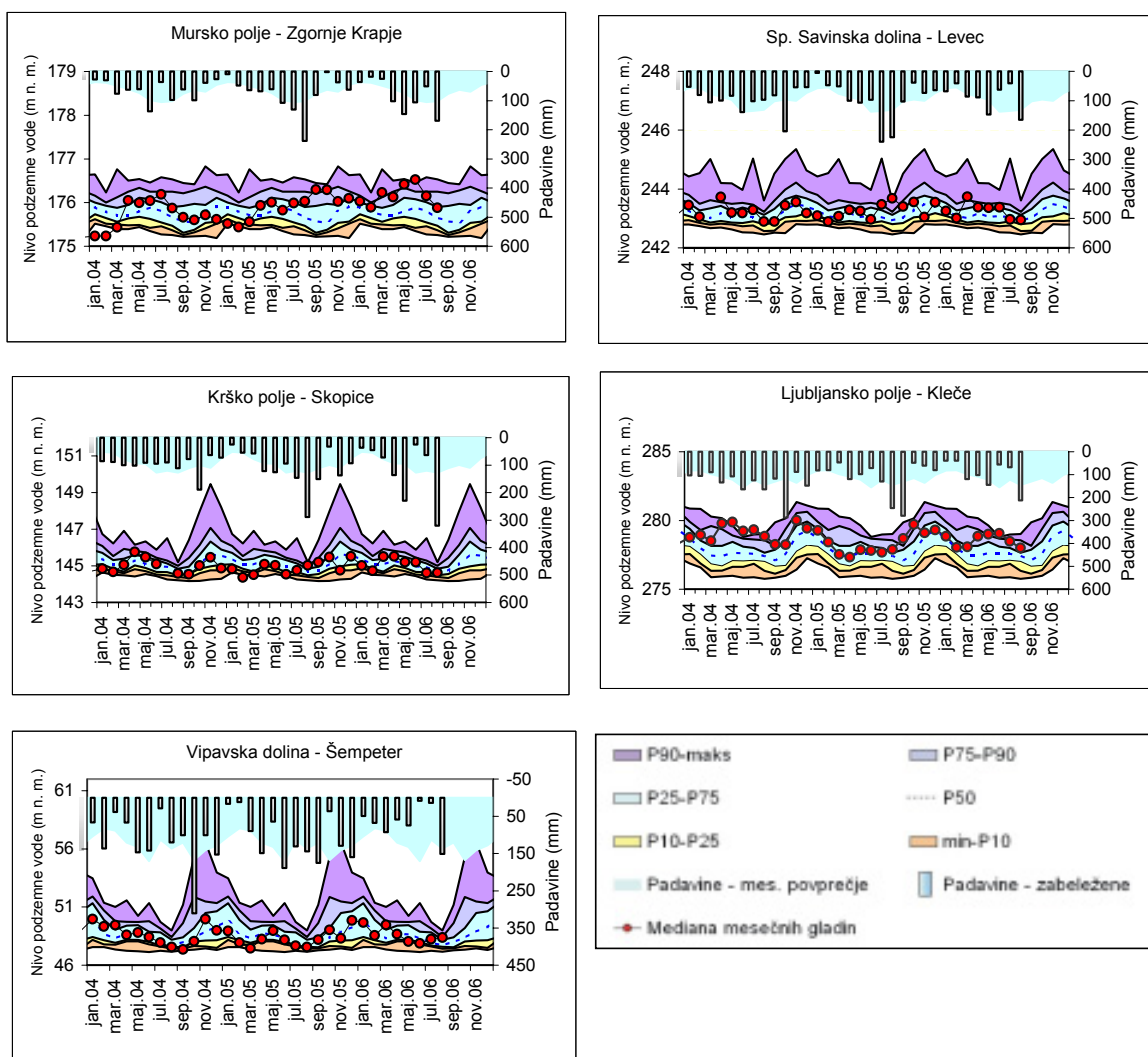 Mursko polje - Zgornje Krapje
Nivo podzemne vode (m n. m.)
179
178
177
176
175
0
100
200
300
400
500
600
Padavine (mm)
jan.04
mar.04
maj.04
jul.04
sep.04
nov.04
jan.05
mar.05
maj.05
jul.05
sep.05
nov.05
jan.06
mar.06
maj.06
jul.06
sep.06
nov.06
Sp. Savinska dolina - Levec
Nivo podzemne vode (m n. m.)
248
246
244
242
0
100
200
300
400
500
600
Padavine (mm)
jan.04
mar.04
maj.04
jul.04
sep.04
nov.04
jan.05
mar.05
maj.05
jul.05
sep.05
nov.05
jan.06
mar.06
maj.06
jul.06
sep.06
nov.06
Krško polje - Skopice
Nivo podzemne vode (m n. m.)
151
149
147
145
143
0
100
200
300
400
500
600
Padavine (mm)
jan.04
mar.04
maj.04
jul.04
sep.04
nov.04
jan.05
mar.05
maj.05
jul.05
sep.05
nov.05
jan.06
mar.06
maj.06
jul.06
sep.06
nov.06
Ljubljansko polje - Kleče
Nivo podzemne vode (m n. m.)
285
280
275
0
100
200
300
400
500
600
Padavine (mm)
jan.04
mar.04
maj.04
jul.04
sep.04
nov.04
jan.05
mar.05
maj.05
jul.05
sep.05
nov.05
jan.06
mar.06
maj.06
jul.06
sep.06
nov.06
Vipavska dolina - Šempeter
Nivo podzemne vode (m n. m.)
61
56
51
46
-50
50
150
250
350
450
Padavine (mm)
jan.04
mar.04
maj.04
jul.04
sep.04
nov.04
jan.05
mar.05
maj.05
jul.05
sep.05
nov.05
jan.06
mar.06
maj.06
jul.06
sep.06
nov.06
P90-maks
P75-P90
P25-P75
P50
P10-P25
min-P10
Padavine - mes. povprečje
Padavine - zabeležene
Mediana mesečnih gladin